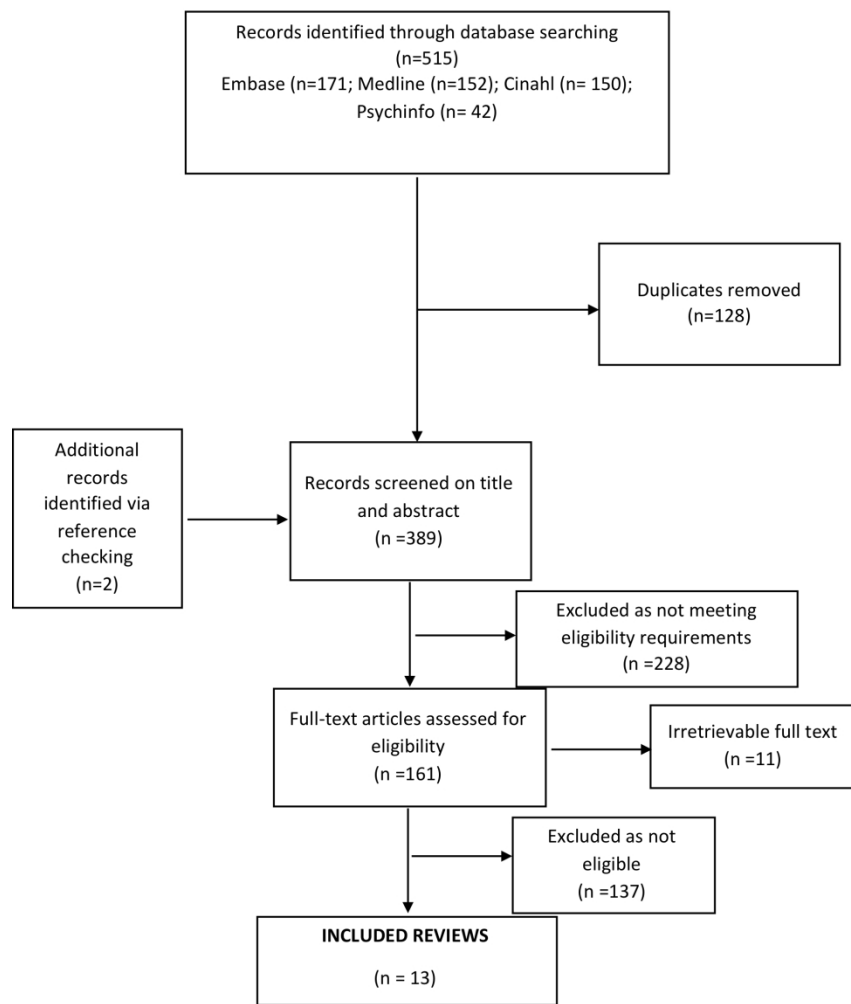 Records identified through database searching
(n=515)
Embase (n=171; Medline (n=152); Cinahl (n= 150);
Psychinfo (n= 42)
Duplicates removed
(n=128)
Additional
records
identified via
reference
checking
(n=2)
Records screened on title
and abstract
(n =389)
Excluded as not meeting
eligibility requirements
(n =228)
Full-text articles assessed for
eligibility
(n =161)
Irretrievable full text
(n =11)
Excluded as not
eligible
(n =137)
INCLUDED REVIEWS
(n = 13)